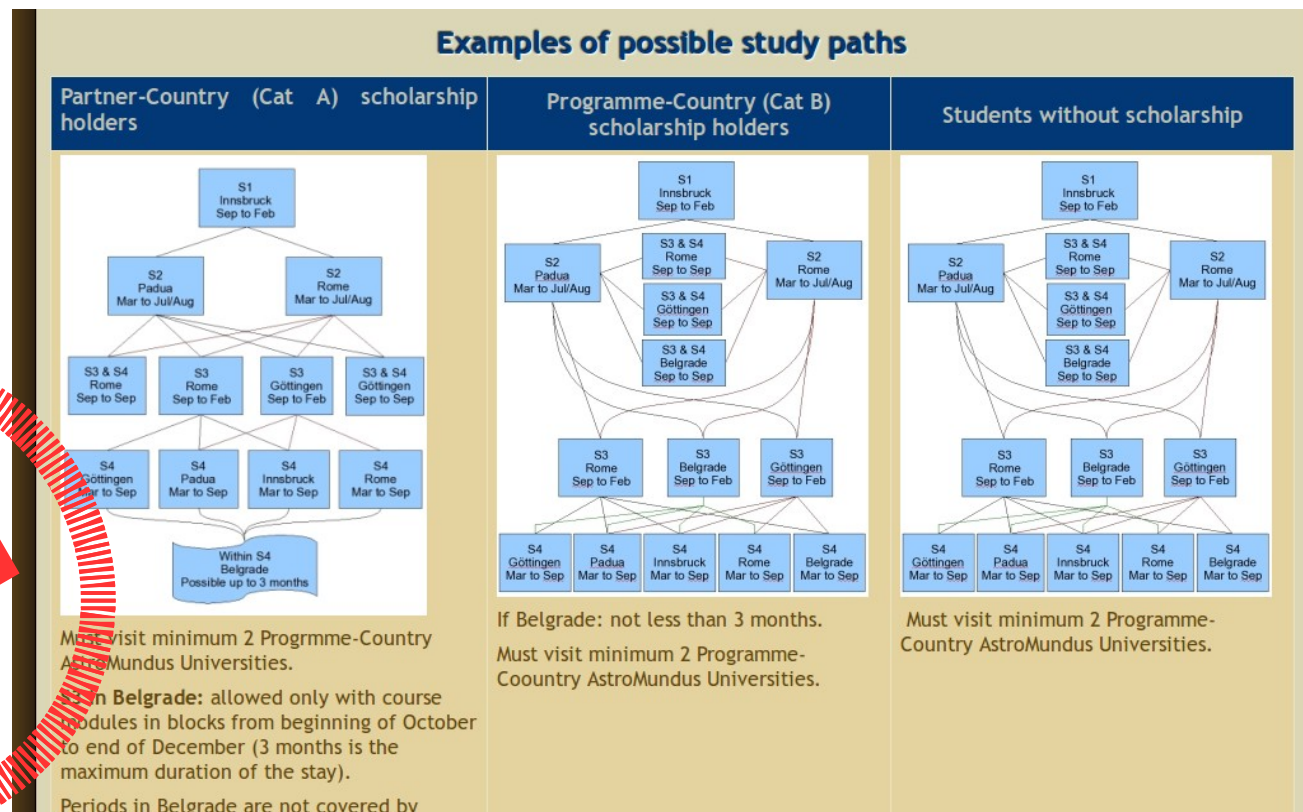 Examples of possible study paths
Partner-Country (Cat A) scholarship
holders
Programme-Country (Cat B)
scholarship holders
Students without scholarship
S1
Innsbruck
Sep to Feb
S2
Padua
Mar to Jul/Aug
S2
Rome
Mar to Jul/Aug
S3 & S4
Rome
Sep to Sep
S3
Rome
Sep to Feb
S3
Göttingen
Sep to Feb
S3 & S4
Göttingen
Sep to Sep
S4
Göttingen
Mar to Sep
S4
Padua
Mar to Sep
S4
Innsbruck
Mar to Sep
S4
Rome
Mar to Sep
Within S4
Belgrade
Possible up to 3 months
Must visit minimum 2 Progrmme-Country
AstroMundus Universities.
S3 in Belgrade: allowed only with course
modules in blocks from beginning of October
to end of December (3 months is the
maximum duration of the stay).
Periods in Belgrade are not covered by
S1
Innsbruck
Sep to Feb
S2
Padua
Mar to Jul/Aug
S3 & S4
Rome
Sep to Sep
S3 & S4
Göttingen
Sep to Sep
S3 & S4
Belgrade
Sep to Sep
S2
Rome
Mar to Jul/Aug
S3
Rome
Sep to Feb
S3
Belgrade
Sep to Feb
S3
Göttingen
Sep to Feb
S4
Göttingen
Mar to Sep
S4
Padua
Mar to Sep
S4
Innsbruck
Mar to Sep
S4
Rome
Mar to Sep
S4
Belgrade
Mar to Sep
If Belgrade: not less than 3 months.
Must visit minimum 2 Programme-
Coountry AstroMundus Universities.
S1
Innsbruck
Sep to Feb
S2
Padua
Mar to Jul/Aug
S3 & S4
Rome
Sep to Sep
S3 & S4
Göttingen
Sep to Sep
S3 & S4
Belgrade
Sep to Sep
S2
Rome
Mar to Jul/Aug
S3
Rome
Sep to Feb
S3
Belgrade
Sep to Feb
S3
Göttingen
Sep to Feb
S4
Göttingen
Mar to Sep
S4
Padua
Mar to Sep
S4
Innsbruck
Mar to Sep
S4
Rome
Mar to Sep
S4
Belgrade
Mar to Sep
Must visit minimum 2 Programme-
Country AstroMundus Universities.